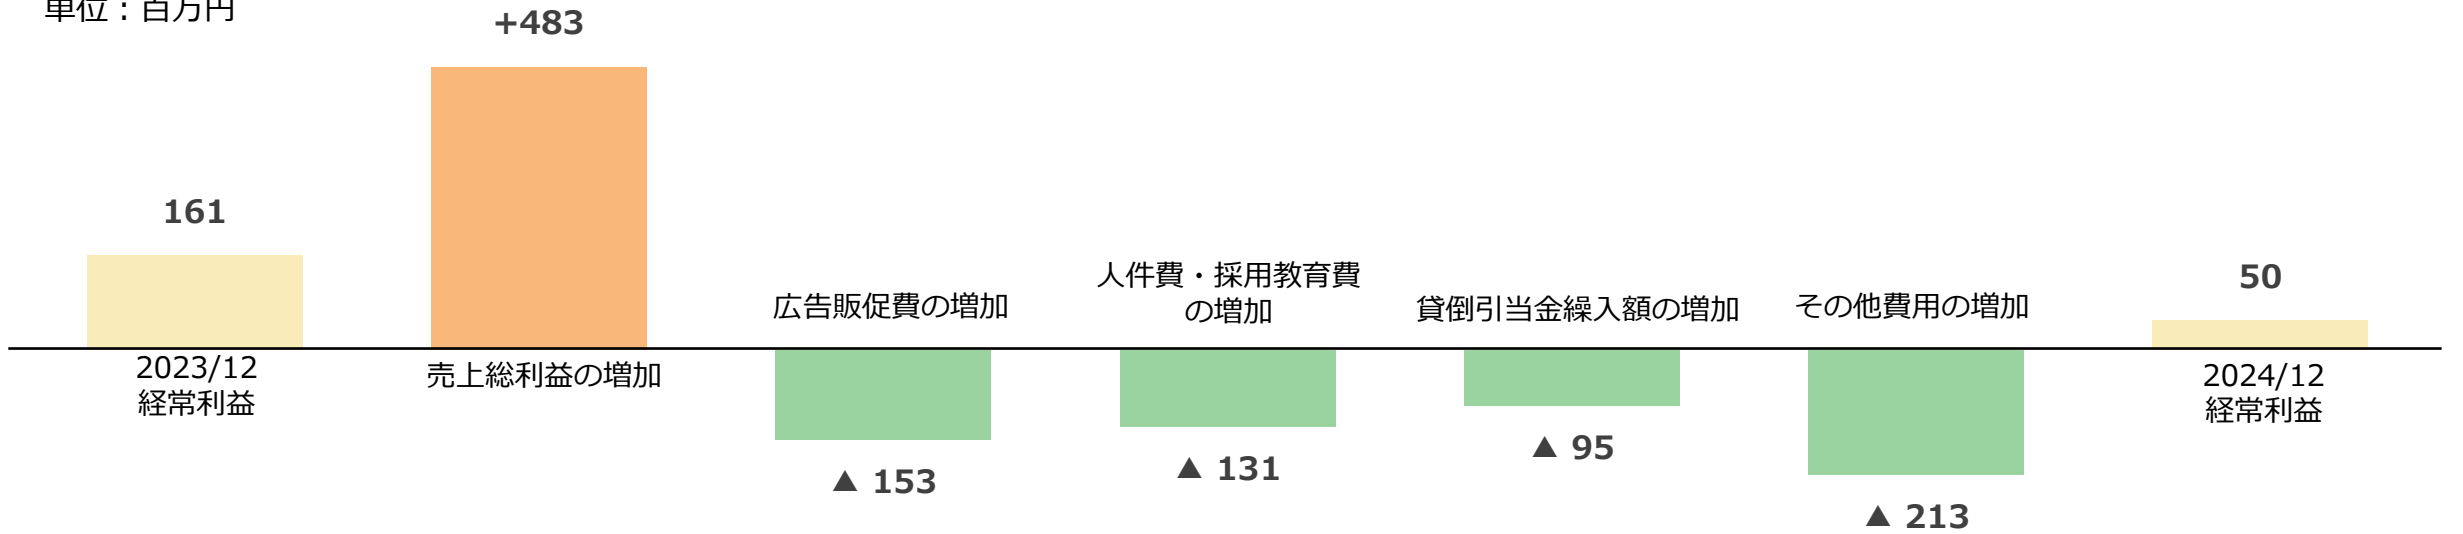 単位：百万円
+483
161
2023/12
経常利益
売上総利益の増加
広告販促費の増加
▲ 153
人件費・採用教育費
の増加
▲ 131
貸倒引当金繰入額の増加
▲ 95
その他費用の増加
▲ 213
50
2024/12
経常利益